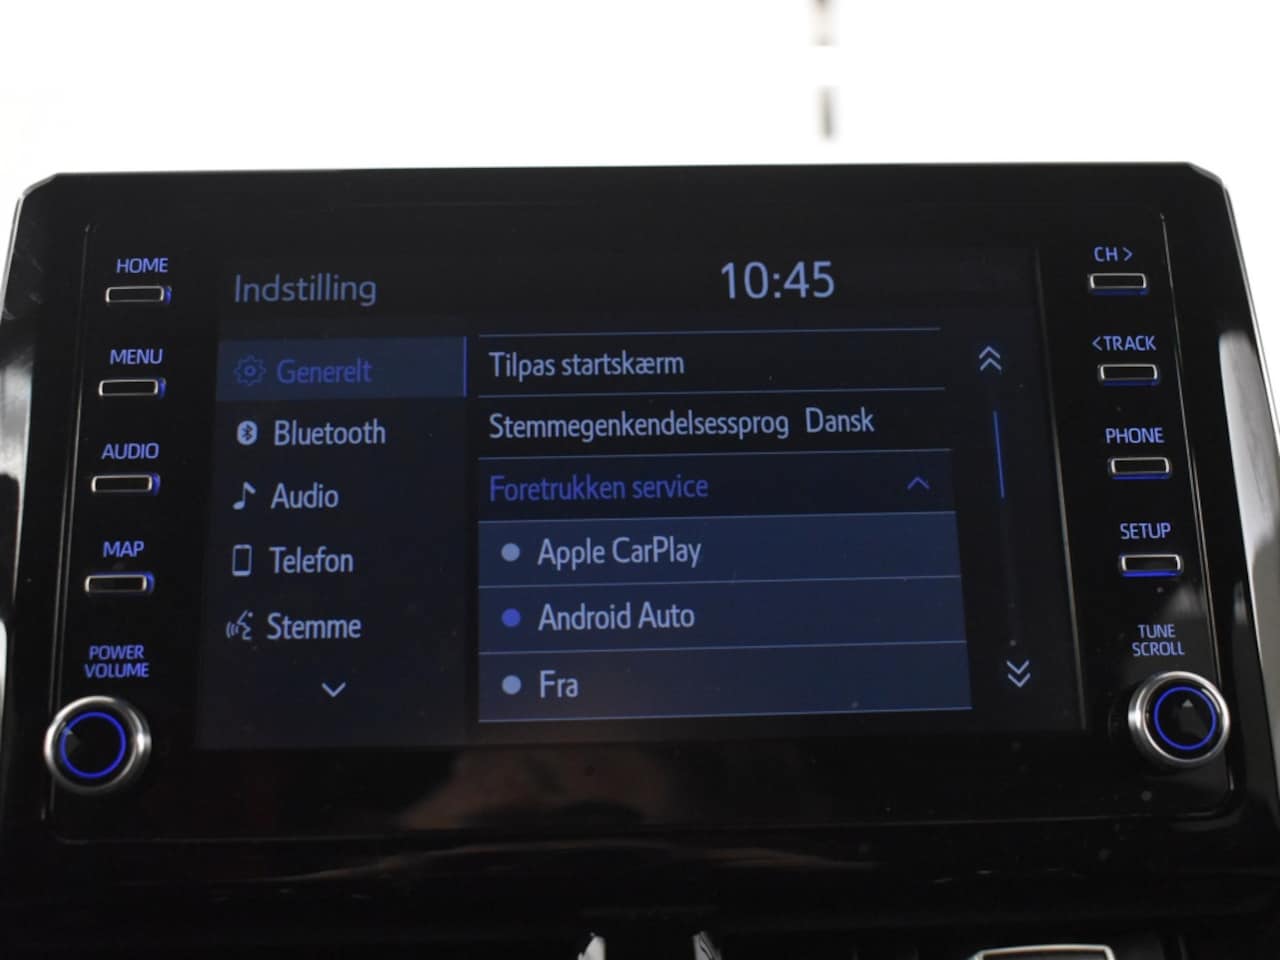 HOME
MENU
AUDIO
MAP
POWER
VOLUME
Indstilling
10:45
Generelt
Bluetooth
Audio
Telefon
Stemme
Tilpas startskærm
Stemmegenkendelsessprog Dansk
Foretrukken service
Apple CarPlay
Android Auto
Fra
CH >
<TRACK
PHONE
SETUP
TUNE
SCROLL